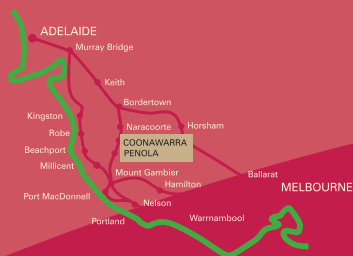 ADELAIDE
Murray Bridge
Keith
Bordertown
Kingston
Naracoorte
Horsham
Robe
COONAWARRA
PENOLA
Beachport
Millicent
Mount Gambier
Ballarat
Hamilton
MELBOURNE
Port MacDonnell
Nelson
Portland
Warrnambool